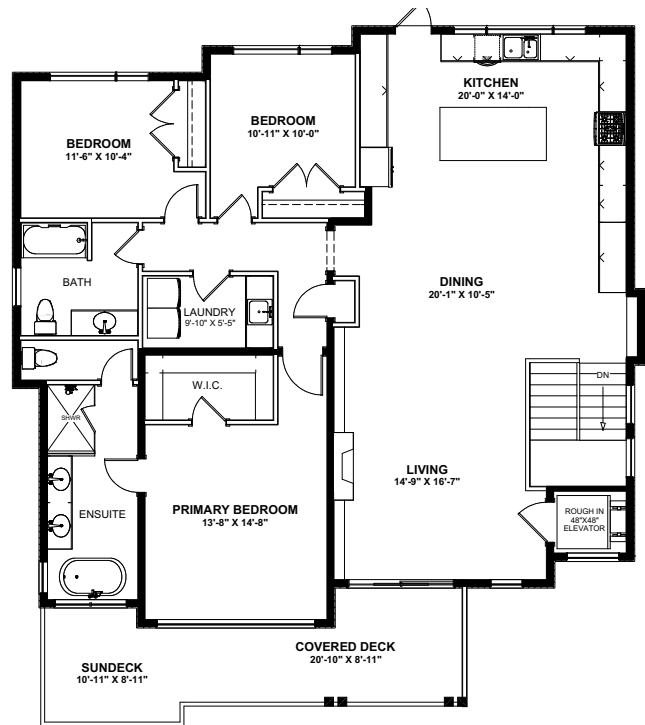 KITCHEN
20'-0" X 14'-0"
BEDROOM
10'-11" X 10'-0"
BEDROOM
11'-6" X 10'-4"
BATH
LAUNDRY
9'-10" X 5'-5"
DINING
20'-1" X 10'-5"
DN
W.I.C.
SHWR
LIVING
14'-9" X 16'-7"
PRIMARY BEDROOM
13'-8" X 14'-8"
ENSUITE
ROUGH IN
48"X48"
ELEVATOR
COVERED DECK
20'-10" X 8'-11"
SUNDECK
10'-11" X 8'-11"